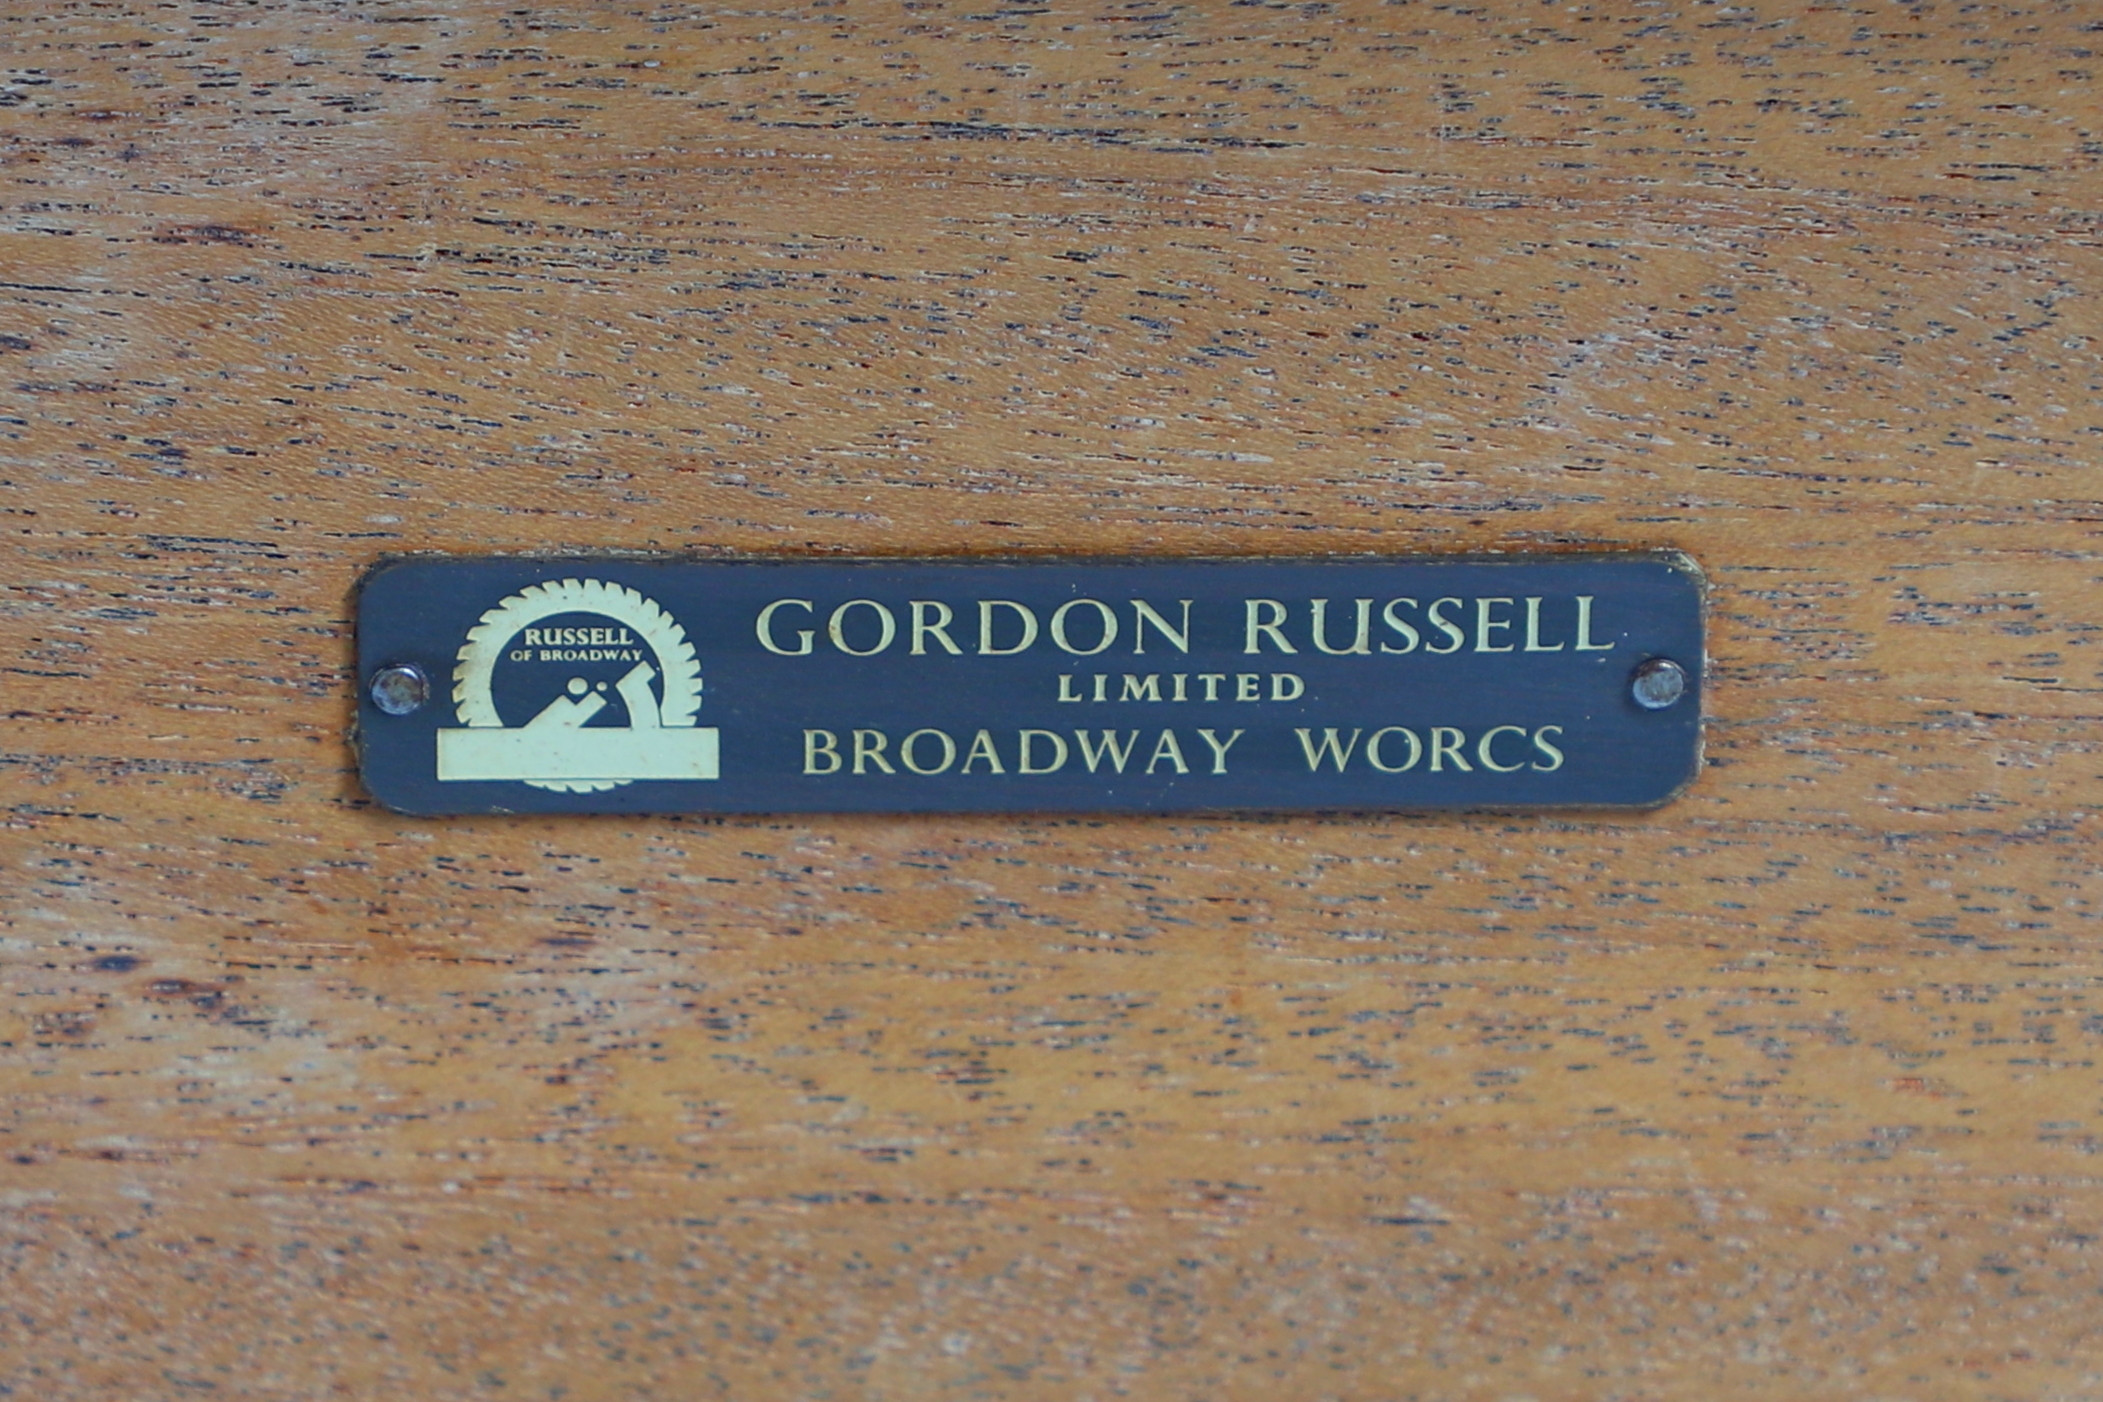 RUSSELL
OF BROADWAY
GORDON RUSSELL
LIMITED
BROADWAY WORCS